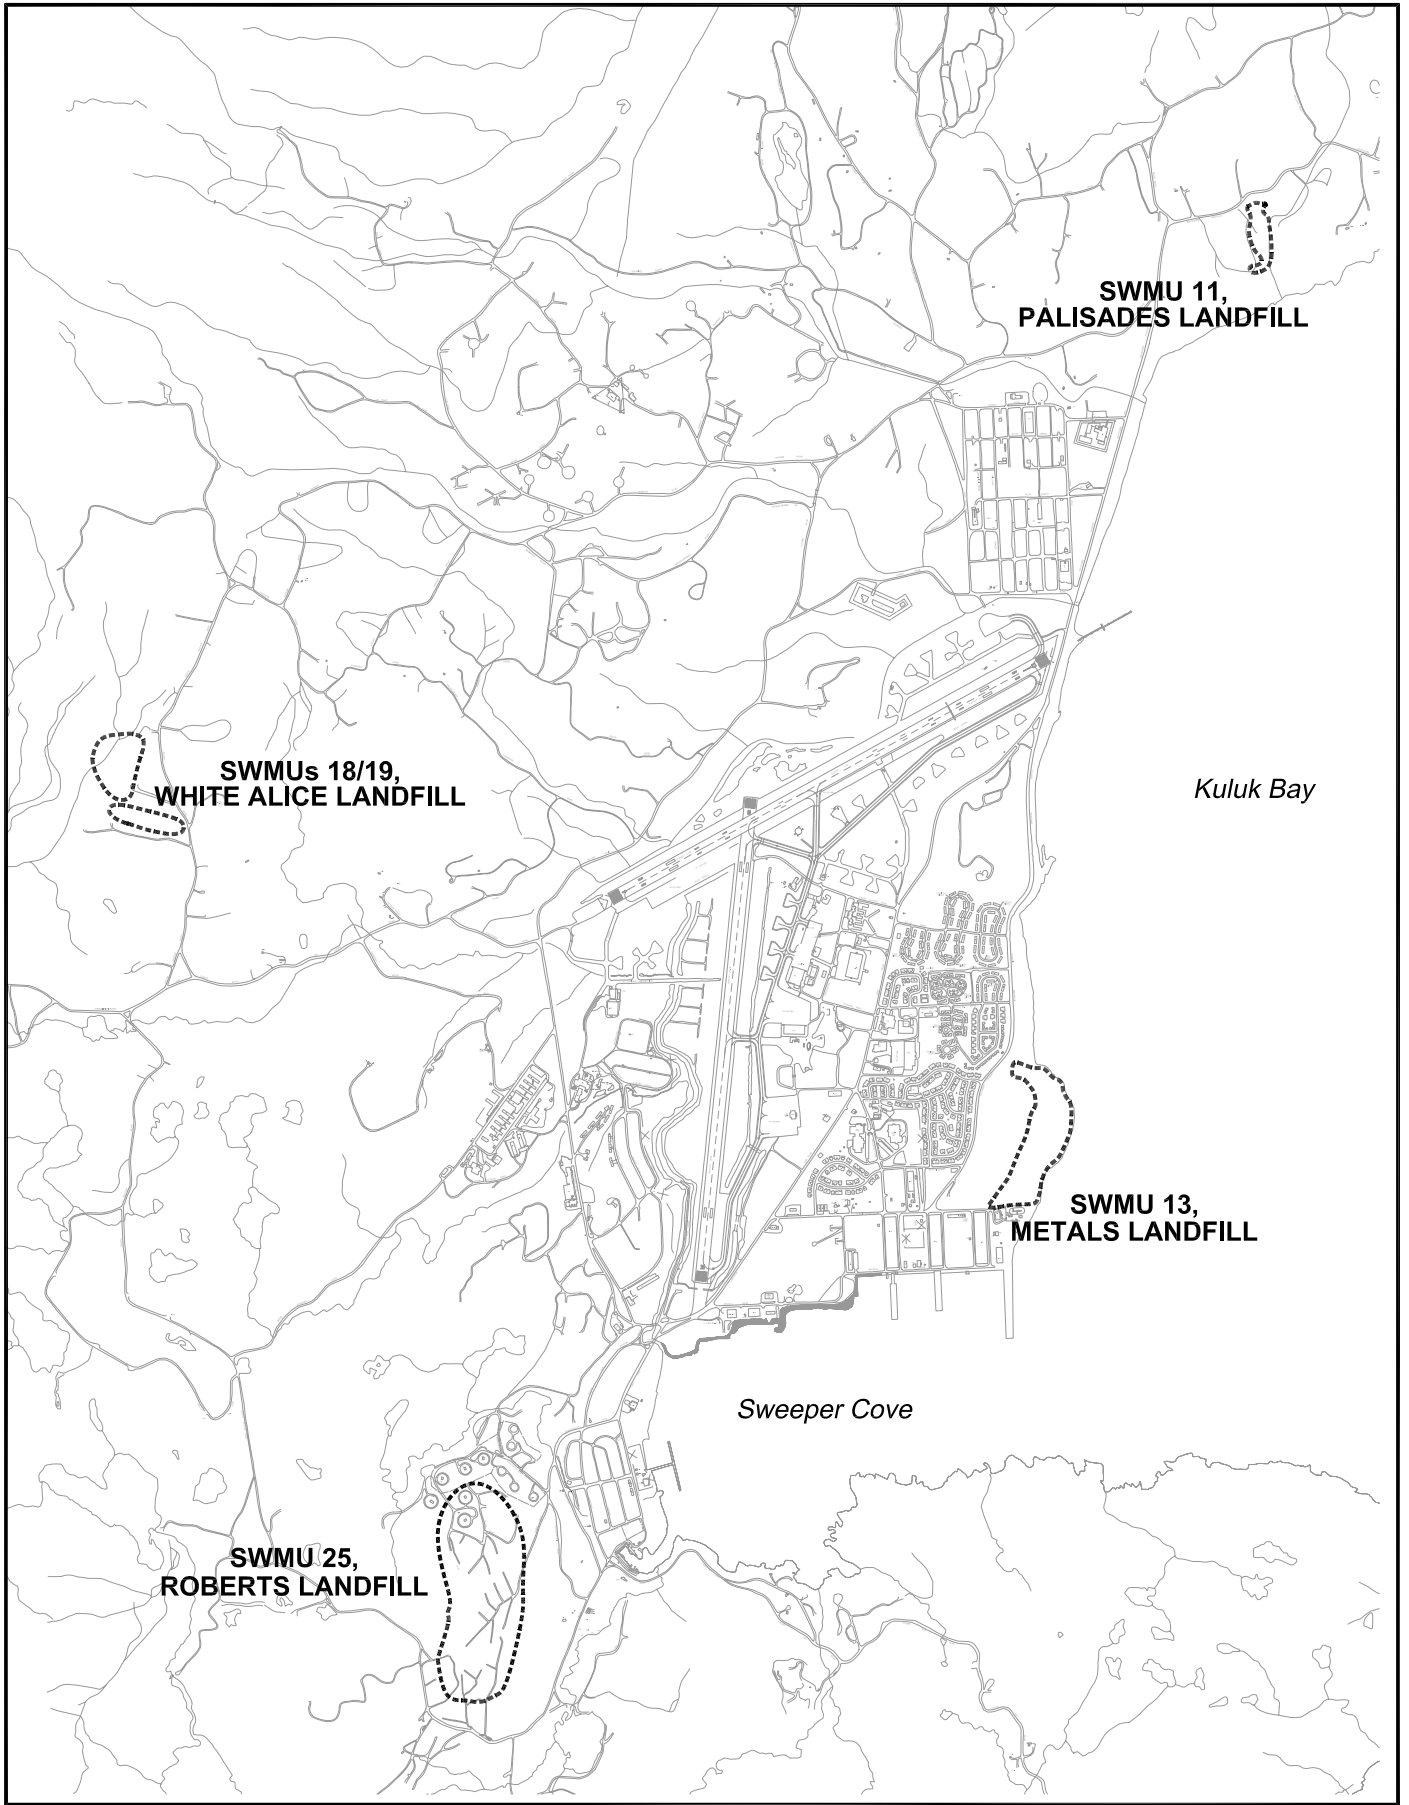 SWMU 11,
PALISADES LANDFILL
SWMUs 18/19,
WHITE ALICE LANDFILL
Kuluk Bay
SWMU 13,
METALS LANDFILL
Sweeper Cove
SWMU 25,
ROBERTS LANDFILL